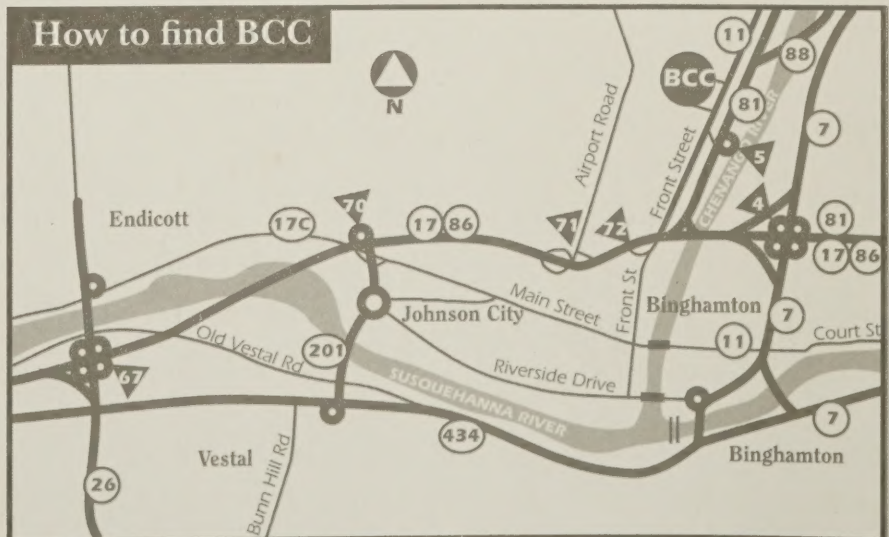 How to find BCC
11
88
BCC
N
81
CHENANGO RIVER
7
Airport Road
Front Street
5
4
Endicott
17C
70
17 86
71
72
81
17 86
Main Street
Front St
Binghamton
7
Johnson City
11
Court St
Old Vestal Rd
201
Riverside Drive
67
SUSQUEHANNA RIVER
434
7
Vestal
Bunn Hill Rd
Binghamton
26